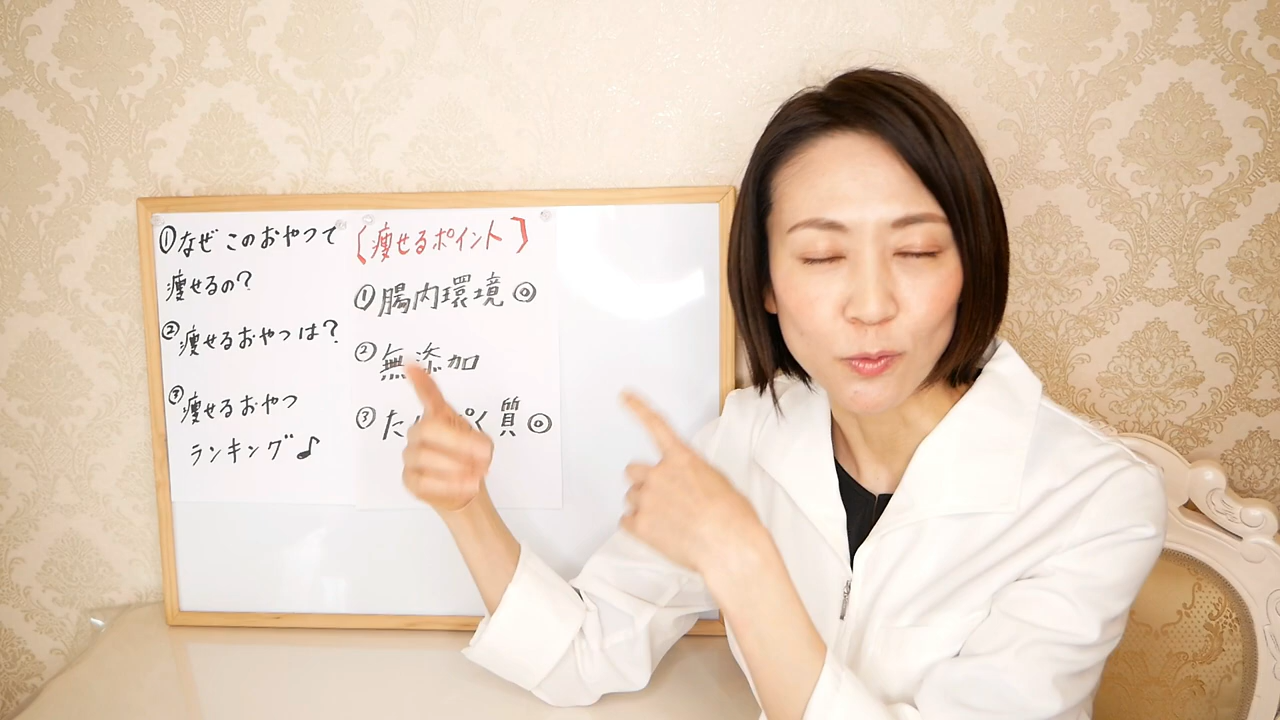 ①なぜこのおやつで
痩せるの？
②痩せるおやつは？
③痩せるおやつ
ランキング♪
［痩せるポイント］
①腸内環境◎
②無添加
③た ぱく質◎